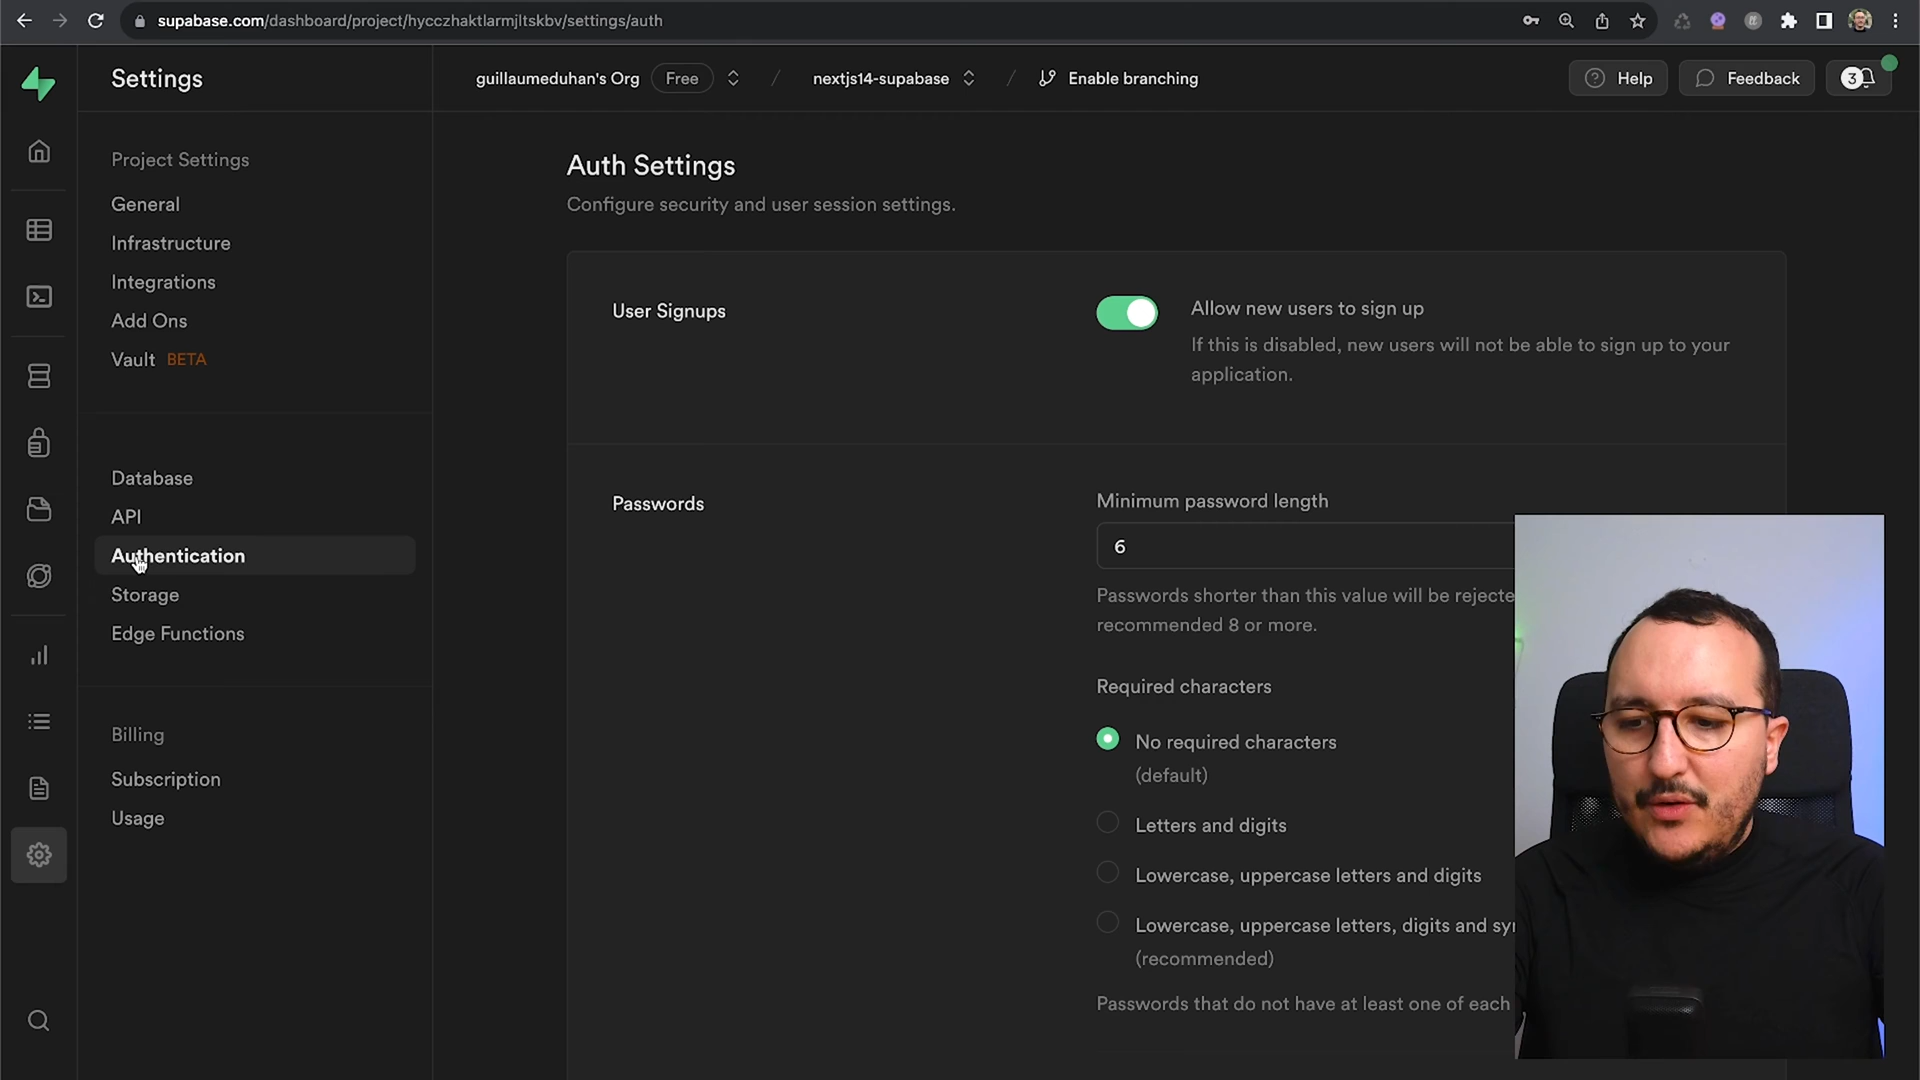 supabase.com/dashboard/project/hycczhaktlarmjltskbv/settings/auth
Settings
guillaumeduhan's Org Free / nextjs14-supabase / Enable branching
Help
Feedback
3
Project Settings
General
Infrastructure
Integrations
Add Ons
Vault BETA
Database
API
Authentication
Storage
Edge Functions
Billing
Subscription
Usage
Auth Settings
Configure security and user session settings.
User Signups
Allow new users to sign up
If this is disabled, new users will not be able to sign up to your
application.
Passwords
Minimum password length
6
Passwords shorter than this value will be rejecte
recommended 8 or more.
Required characters
No required characters
(default)
Letters and digits
Lowercase, uppercase letters and digits
Lowercase, uppercase letters, digits and sy
(recommended)
Passwords that do not have at least one of each